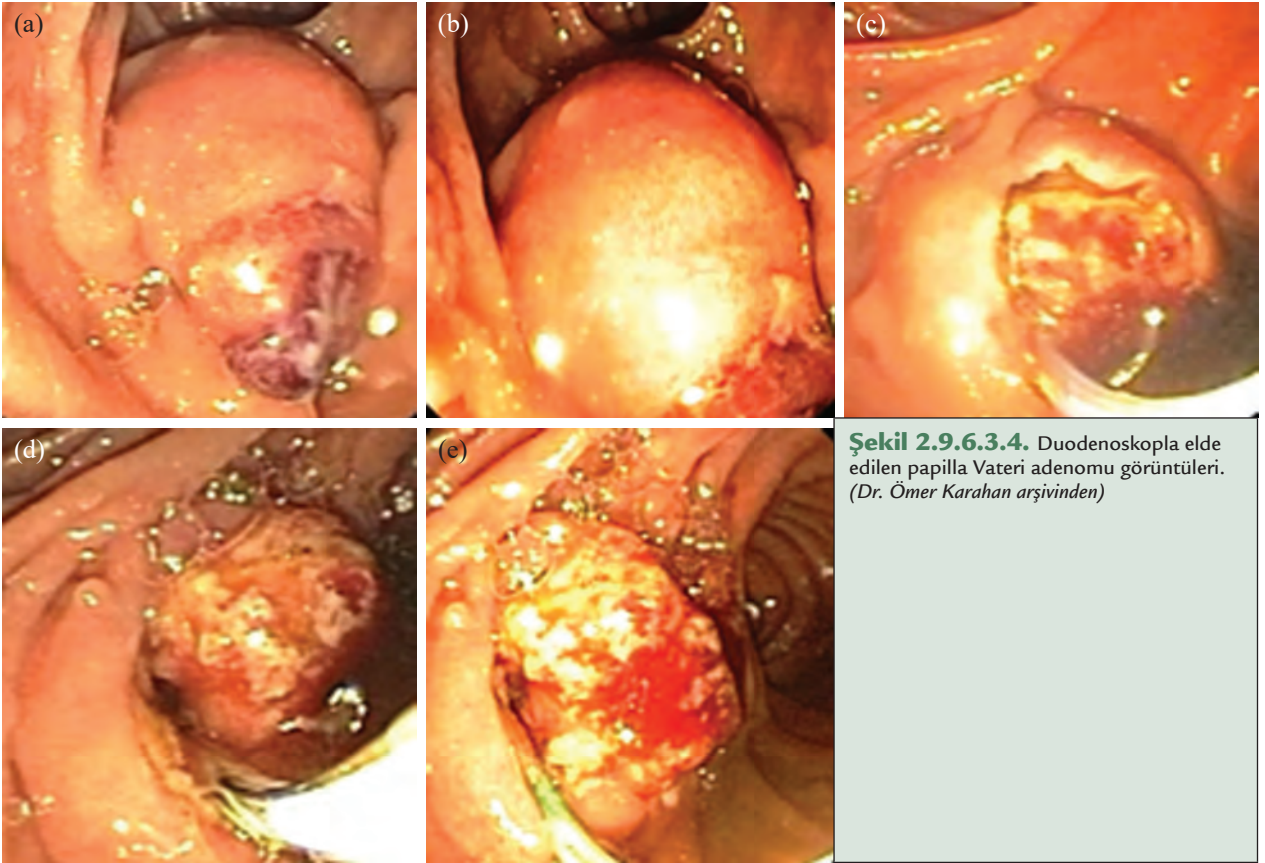 (a)
(b)
(c)
(d)
(e)
Şekil 2.9.6.3.4. Duodenoskopla elde
edilen papilla Vateri adenomu görüntüleri.
(Dr. Ömer Karahan arşivinden)